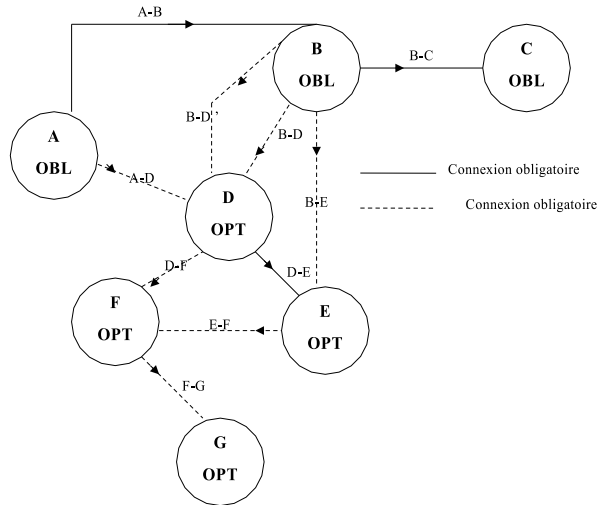 A-B
B
OBL
C
OBL
B-C
B-D'
B-D
A
OBL
A-D
B-E
Connexion obligatoire
Connexion obligatoire
D
OPT
D-F
D-E
F
OPT
E-F
E
OPT
F-G
G
OPT